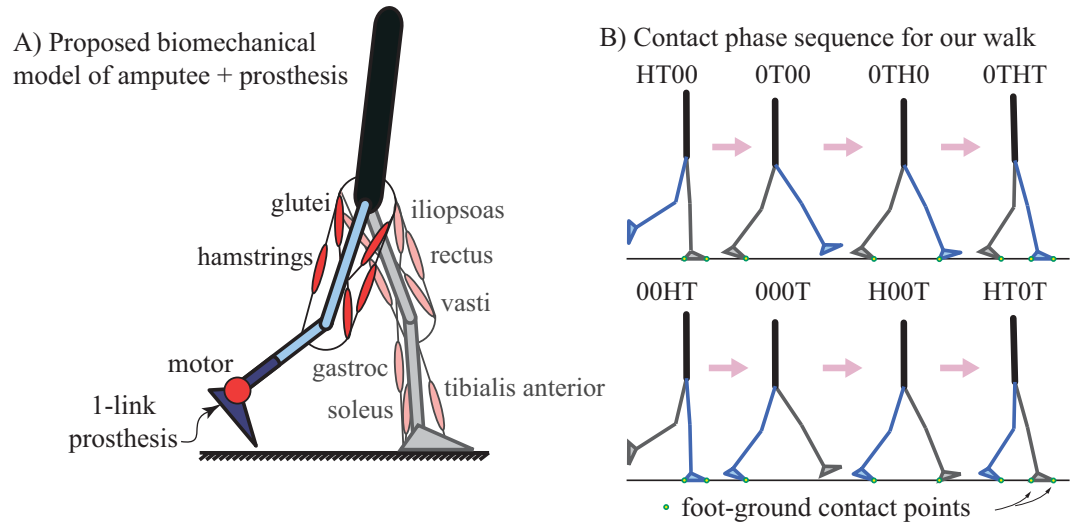 A) Proposed biomechanical
model of amputee + prosthesis
glutei
iliopsoas
hamstrings
rectus
vasti
motor
gastroc
tibialis anterior
soleus
1-link
prosthesis
B) Contact phase sequence for our walk
HT00 0T00 0TH0 0THT
00HT 000T H00T HT0T
foot-ground contact points